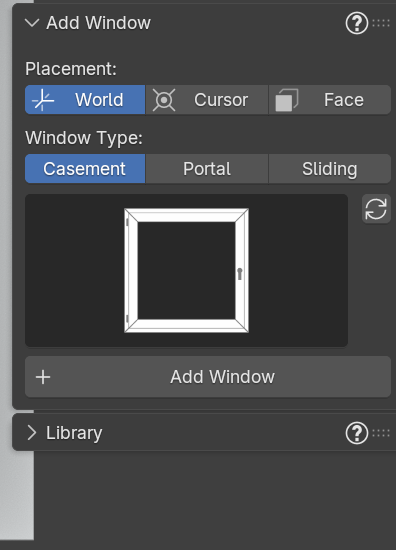 Add Window
Placement:
World Cursor Face
Window Type:
Casement Portal Sliding
Add Window
Library